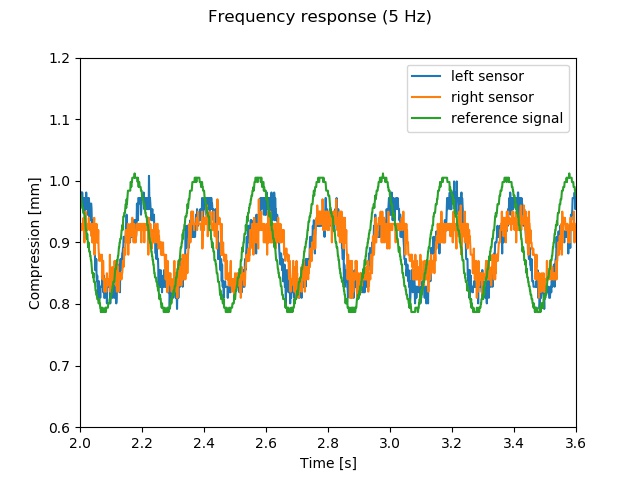 Frequency response (5 Hz)
left sensor
right sensor
reference signal
Compression [mm]
1.2
1.1
1.0
0.9
0.8
0.7
0.6
2.0 2.2 2.4 2.6 2.8 3.0 3.2 3.4 3.6
Time [s]